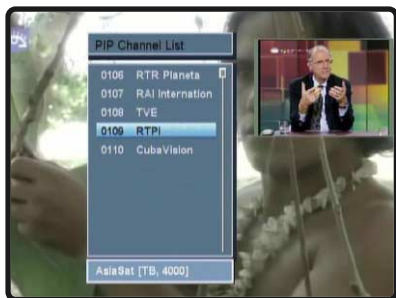 PIP Channel List
0106 RTR Planeta
0107 RAI Internation
0108 TVE
0109 RTPI
0110 CubaVision
AsiaSat [TB, 4000]